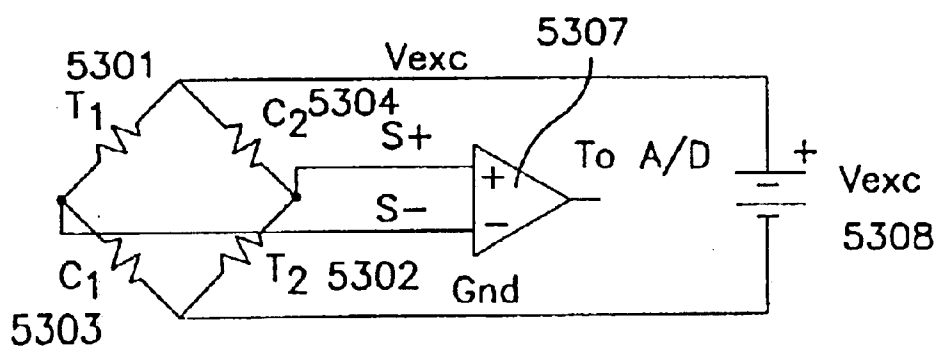 5307
Vexc
5301
T1
C2 5304
S+
To A/D
+
Vexc
5308
+
S−
−
C1
T2 5302
Gnd
5303